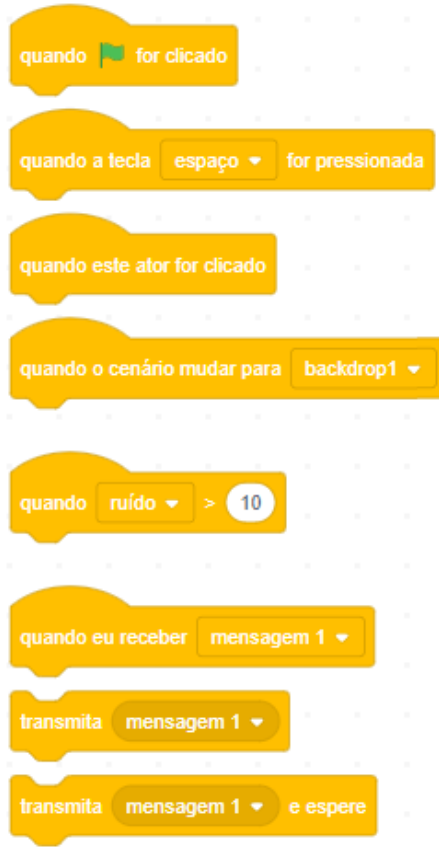 quando for clicado
quando a tecla espaço for pressionada
quando este ator for clicado
quando o cenário mudar para backdrop1
quando ruído > 10
quando eu receber mensagem 1
transmita mensagem 1
transmita mensagem 1 e espere